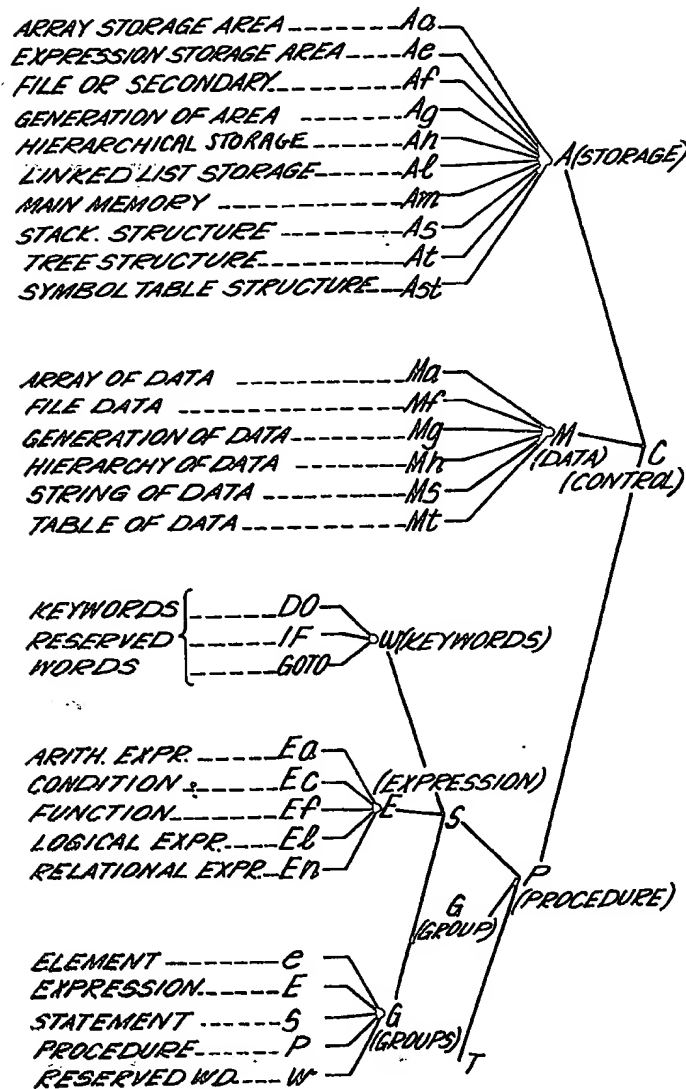 ARRAY STORAGE AREA Aa
EXPRESSION STORAGE AREA Ae
FILE OR SECONDARY Af
GENERATION OF AREA Ag
HIERARCHICAL STORAGE Ah
LINKED LIST STORAGE Al
MAIN MEMORY Am
STACK. STRUCTURE As
TREE STRUCTURE At
SYMBOL TABLE STRUCTURE Ast
A (STORAGE)
ARRAY OF DATA Ma
FILE DATA Mf
GENERATION OF DATA Mg
HIERARCHY OF DATA Mh
STRING OF DATA Ms
TABLE OF DATA Mt
M
(DATA)
C
(CONTROL)
KEYWORDS DO
RESERVED IF
WORDS GOTO
W (KEYWORDS)
ARITH. EXPR. Ea
CONDITION Ec
FUNCTION Ef
LOGICAL EXPR. El
RELATIONAL EXPR. En
(EXPRESSION)
E
S
P
(PROCEDURE)
G
(GROUP)
ELEMENT e
EXPRESSION E
STATEMENT S
PROCEDURE P
RESERVED WD. W
G
(GROUPS)
T